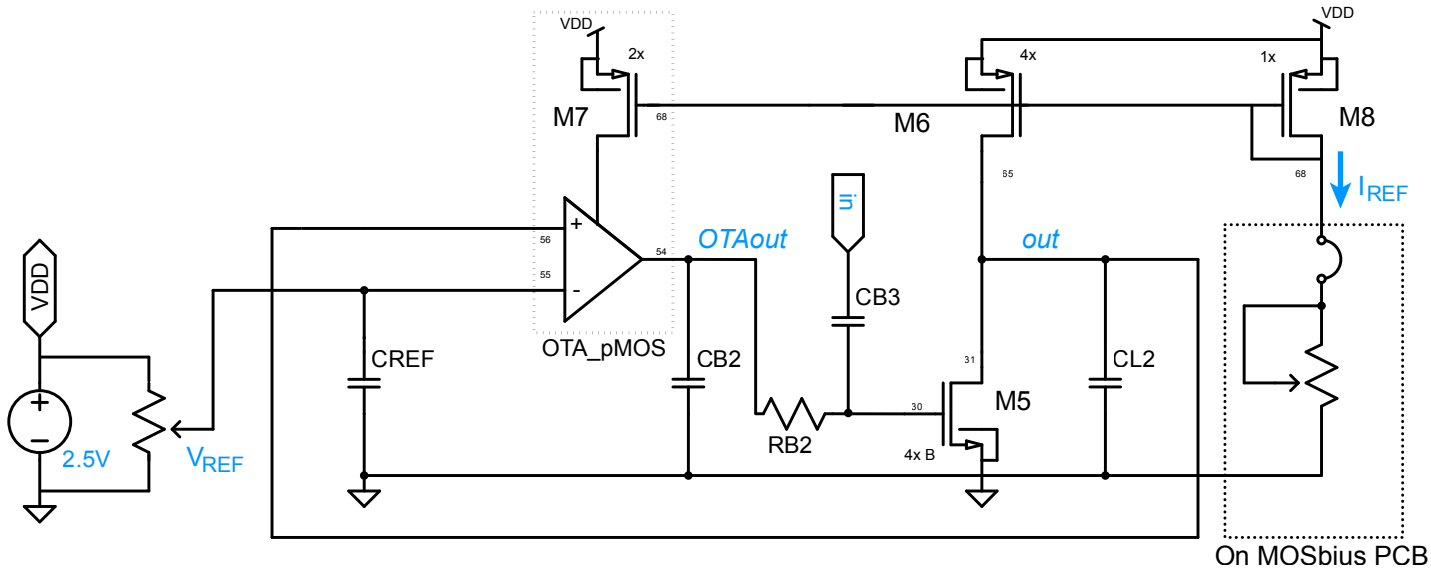 VDD
2x
M7
68
VDD
4x
1x
M6
M8
65
68
IREF
in
56
+
OTAout
54
out
55
-
VDD
CB3
OTA_pMOS
CREF
CB2
31
CL2
M5
30
+
−
2.5V
VREF
RB2
4x B
On MOSbius PCB